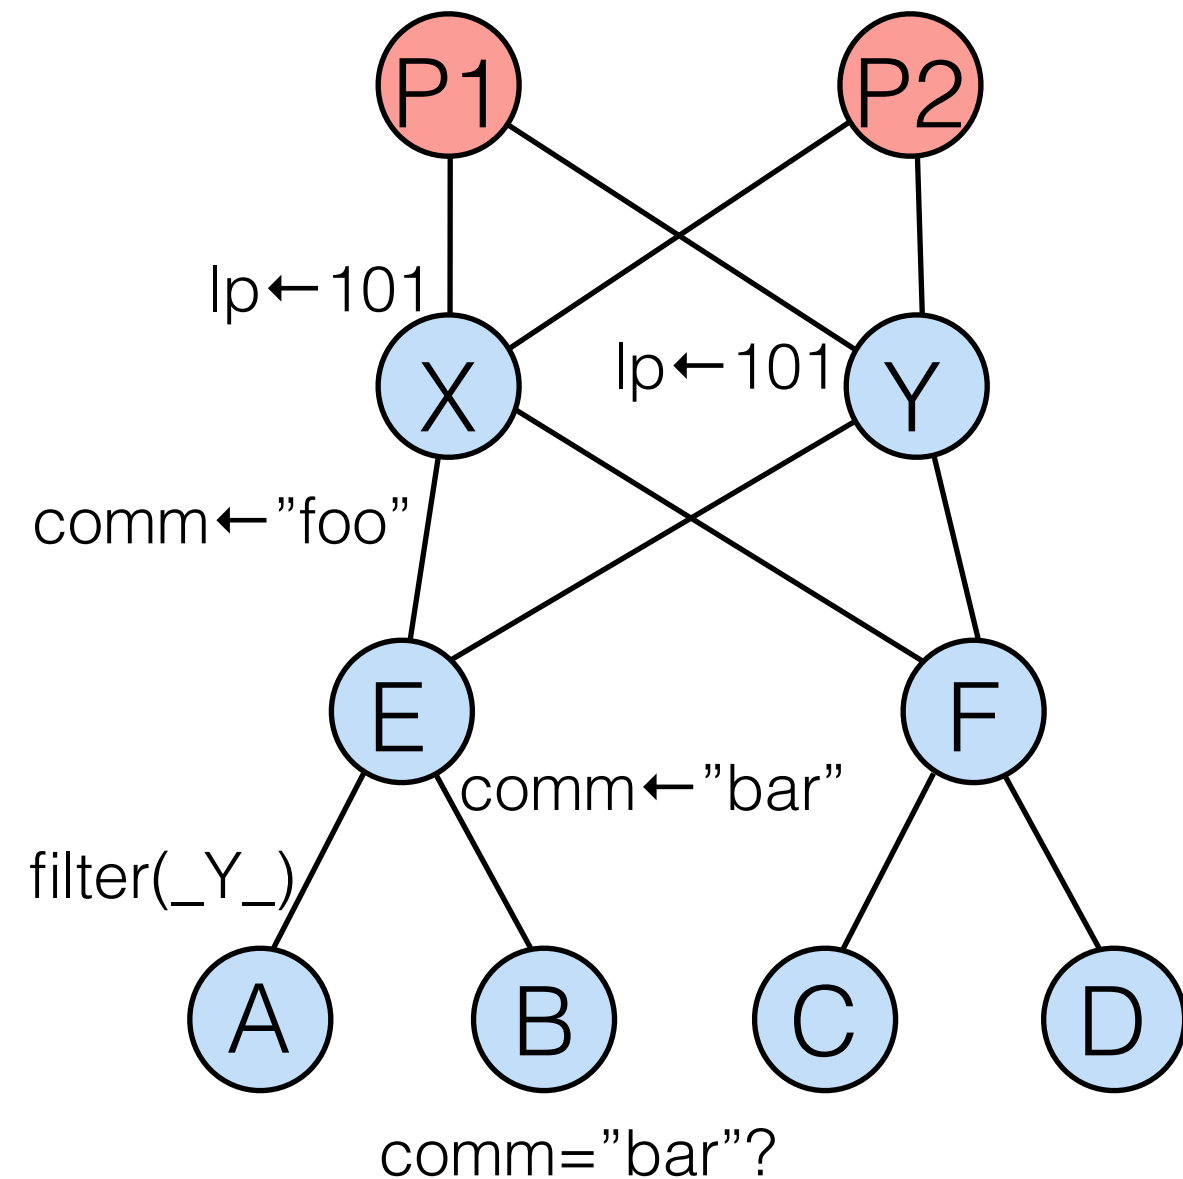 P1
P2
lp←101
X
lp←101
Y
comm←”foo”
E
F
comm←”bar”
filter(_Y_)
A
B
C
D
comm=”bar”?